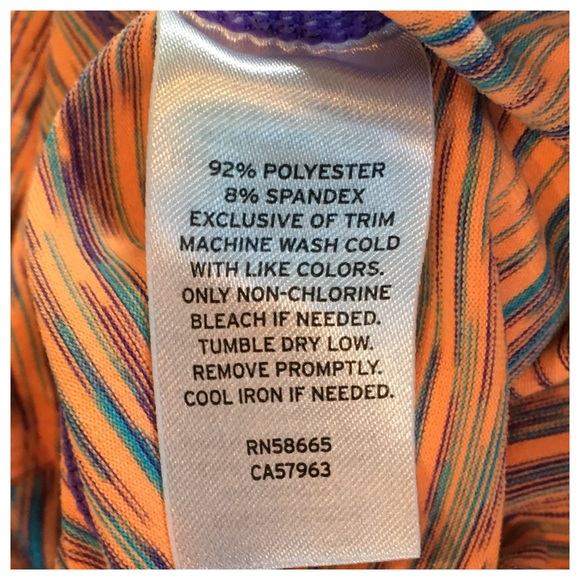 92% POLYESTER
8% SPANDEX
EXCLUSIVE OF TRIM
MACHINE WASH COLD
WITH LIKE COLORS.
ONLY NON-CHLORINE
BLEACH IF NEEDED.
TUMBLE DRY LOW.
REMOVE PROMPTLY.
COOL IRON IF NEEDED.
RN58665
CA57963